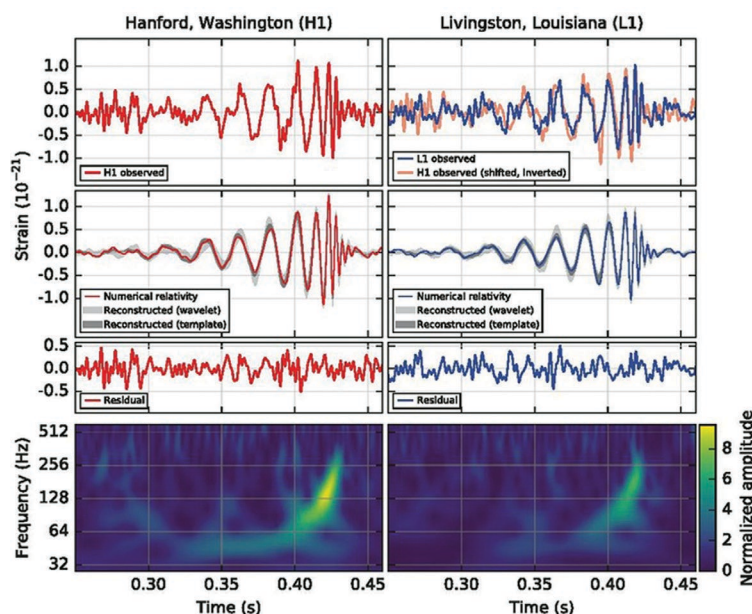 Hanford, Washington (H1)
Livingston, Louisiana (L1)
Strain (10⁻²¹)
1.0
0.5
0.0
-0.5
-1.0
H1 observed
L1 observed
H1 observed (shifted, inverted)
1.0
0.5
0.0
-0.5
-1.0
Numerical relativity
Reconstructed (wavelet)
Reconstructed (template)
Numerical relativity
Reconstructed (wavelet)
Reconstructed (template)
0.5
0.0
-0.5
Residual
Residual
Frequency (Hz)
512
256
128
64
32
Normalized amplitude
8
6
4
2
0
0.30
0.35
0.40
0.45
0.30
0.35
0.40
0.45
Time (s)
Time (s)